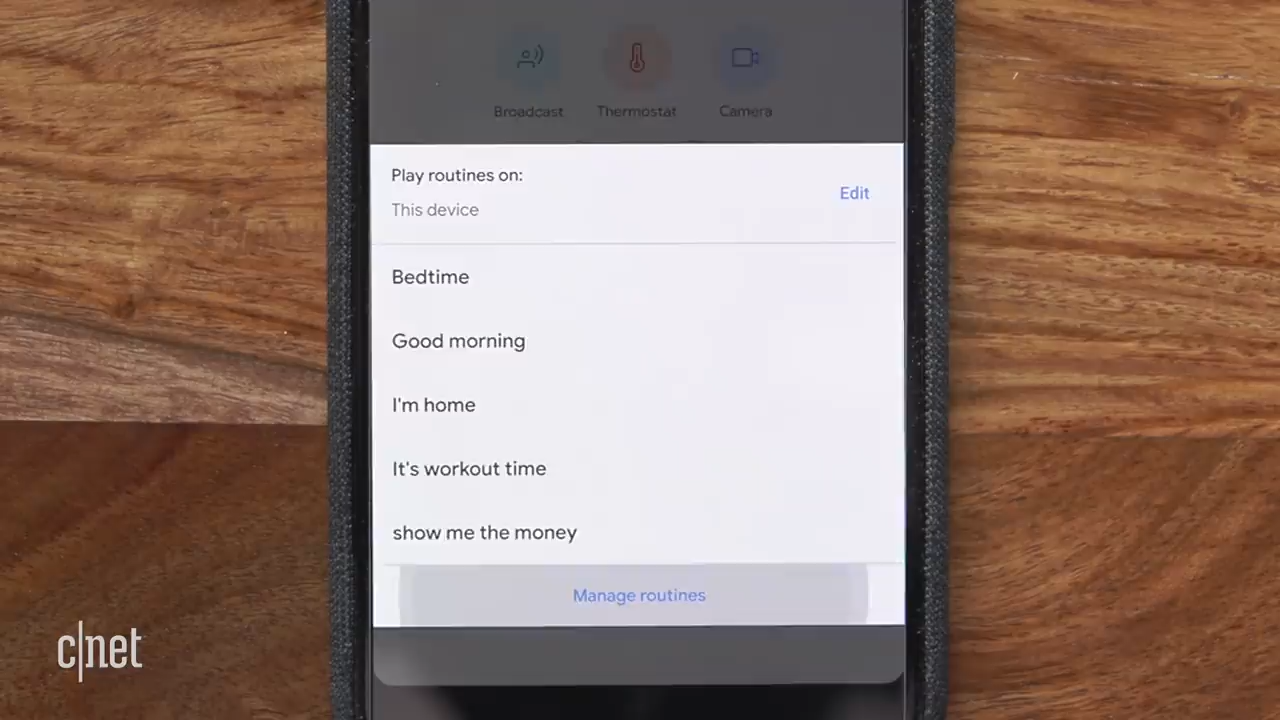 Broadcast
Thermostat
Camera
Play routines on:
This device
Edit
Bedtime
Good morning
I'm home
It's workout time
show me the money
Manage routines
c|net